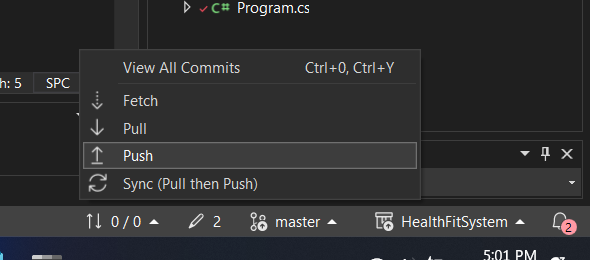 C# Program.cs
View All Commits Ctrl+0, Ctrl+Y
h: 5 SPC
Fetch
Pull
Push
Sync (Pull then Push)
0 / 0 2 master HealthFitSystem 2
5:01 PM